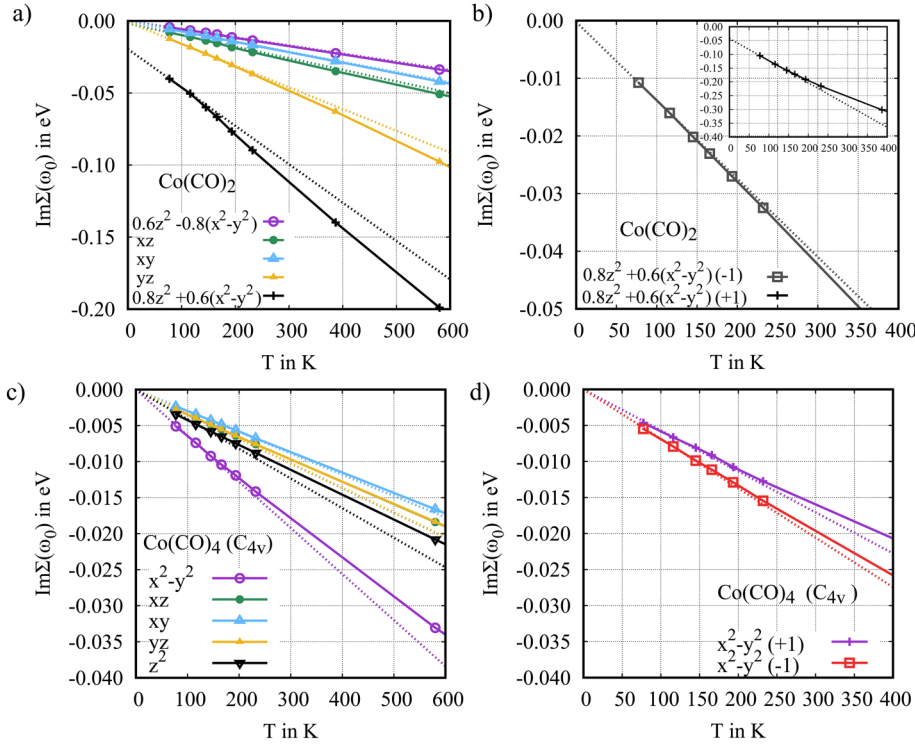 a)
0.00
-0.05
-0.10
-0.15
-0.20
ImΣ(ω0) in eV
Co(CO)2
0.6z2 -0.8(x2-y2)
xz
xy
yz
0.8z2 +0.6(x2-y2)
0 100 200 300 400 500 600
T in K
b)
0.00
-0.01
-0.02
-0.03
-0.04
-0.05
ImΣ(ω0) in eV
0.00
-0.05
-0.10
-0.15
-0.20
-0.25
-0.30
-0.35
-0.40
0 50 100 150 200 250 300 350 400
Co(CO)2
0.8z2 +0.6(x2-y2) (-1)
0.8z2 +0.6(x2-y2) (+1)
0 50 100 150 200 250 300 350 400
T in K
c)
0.000
-0.005
-0.010
-0.015
-0.020
-0.025
-0.030
-0.035
-0.040
ImΣ(ω0) in eV
Co(CO)4 (C4v)
x2-y2
xz
xy
yz
z2
0 100 200 300 400 500 600
T in K
d)
0.000
-0.005
-0.010
-0.015
-0.020
-0.025
-0.030
-0.035
-0.040
ImΣ(ω0) in eV
Co(CO)4 (C4v)
x2-y2 (+1)
x2-y2 (-1)
0 50 100 150 200 250 300 350 400
T in K